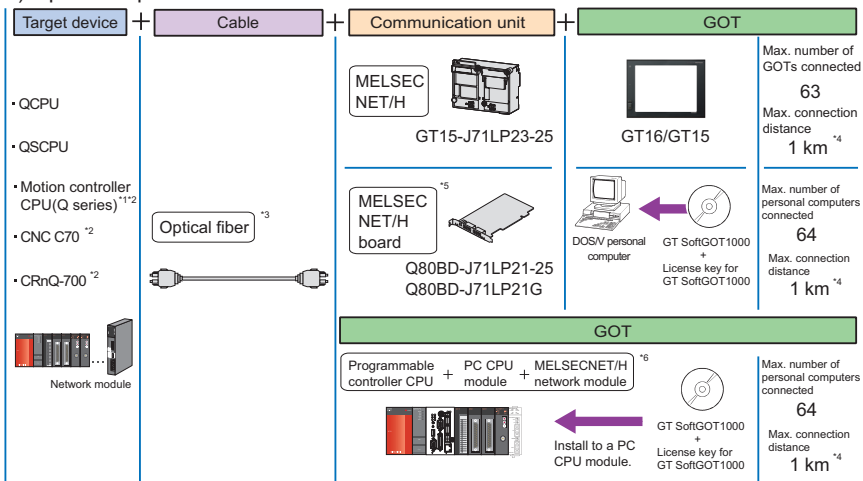 Target device + Cable + Communication unit + GOT
QCPU
QSCPU
Motion controller
CPU(Q series) *1*2
CNC C70 *2
CRnQ-700 *2
Network module
Optical fiber *3
MELSEC
NET/H
GT15-J71LP23-25
GT16/GT15
Max. number of
GOTs connected
63
Max. connection
distance
1 km *4
MELSEC
NET/H
board
*5
Q80BD-J71LP21-25
Q80BD-J71LP21G
DOS/V personal
computer
GT SoftGOT1000
+
License key for
GT SoftGOT1000
Max. number of
personal computers
connected
64
Max. connection
distance
1 km *4
GOT
Programmable
controller CPU
+
PC CPU
module
+
MELSECNET/H
network module
*6
Install to a PC
CPU module.
GT SoftGOT1000
+
License key for
GT SoftGOT1000
Max. number of
personal computers
connected
64
Max. connection
distance
1 km *4